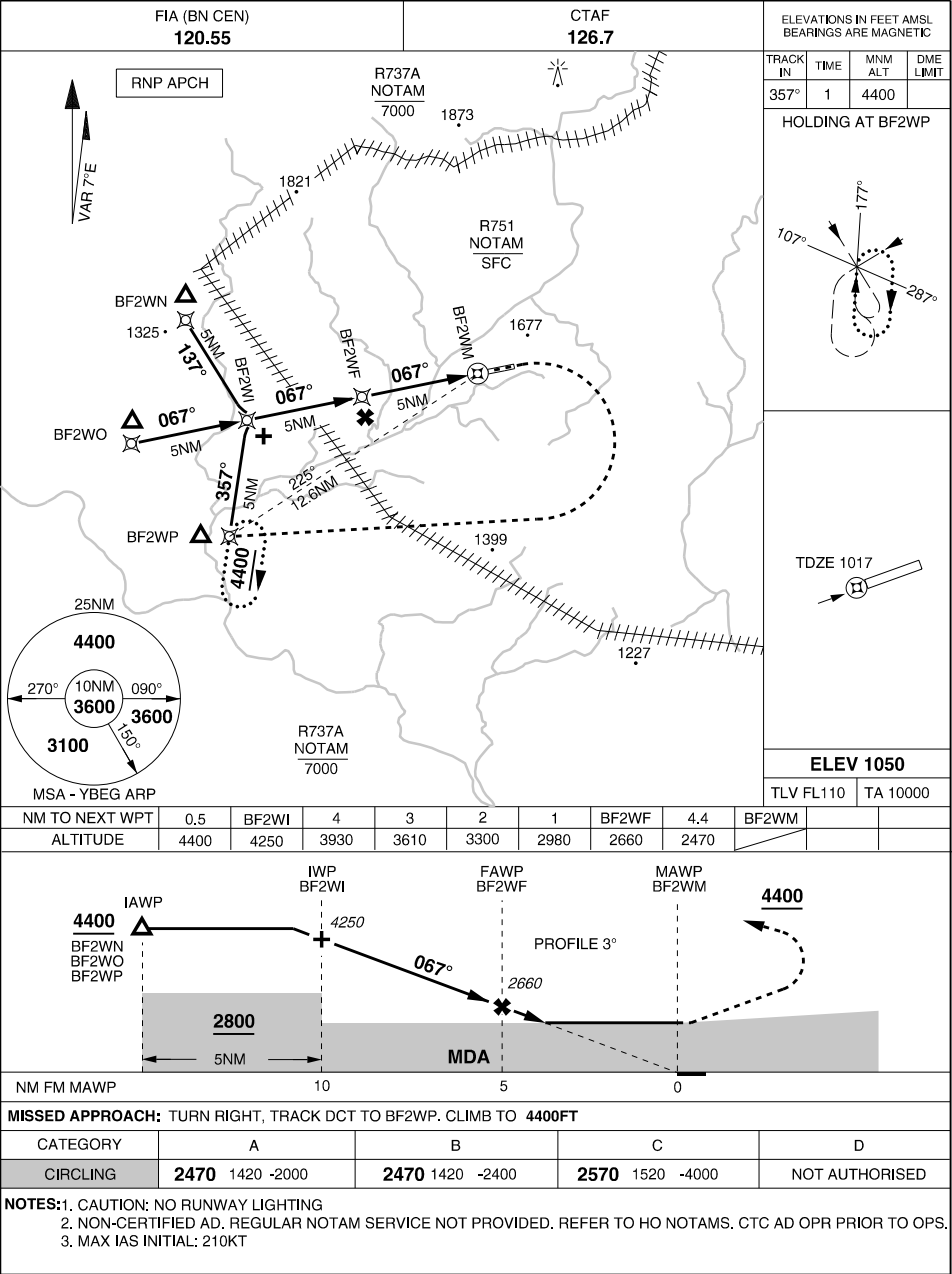 FIA (BN CEN)
120.55
CTAF
126.7
ELEVATIONS IN FEET AMSL
BEARINGS ARE MAGNETIC
TRACK IN TIME MNM ALT DME LIMIT
357° 1 4400
HOLDING AT BF2WP
177°
107°
287°
RNP APCH
VAR 7°E
R737A
NOTAM
7000
1873
1821
R751
NOTAM
SFC
BF2WN
1325
5NM
137°
BF2WI
BF2WF
BF2WM
1677
BF2WO
067°
5NM
067°
5NM
067°
5NM
357°
5NM
225°
12.6NM
BF2WP
4400
1399
1227
TDZE 1017
25NM
4400
270°
10NM
3600
090°
3600
3100
150°
MSA - YBEG ARP
R737A
NOTAM
7000
ELEV 1050
TLV FL110 TA 10000
NM TO NEXT WPT 0.5 BF2WI 4 3 2 1 BF2WF 4.4 BF2WM
ALTITUDE 4400 4250 3930 3610 3300 2980 2660 2470
IAWP
4400
BF2WN
BF2WO
BF2WP
IWP
BF2WI
4250
067°
FAWP
BF2WF
2660
PROFILE 3°
MAWP
BF2WM
4400
2800
5NM
MDA
NM FM MAWP 10 5 0
MISSED APPROACH: TURN RIGHT, TRACK DCT TO BF2WP. CLIMB TO 4400FT
CATEGORY A B C D
CIRCLING 2470 1420 -2000 2470 1420 -2400 2570 1520 -4000 NOT AUTHORISED
NOTES:1. CAUTION: NO RUNWAY LIGHTING
2. NON-CERTIFIED AD. REGULAR NOTAM SERVICE NOT PROVIDED. REFER TO HO NOTAMS. CTC AD OPR PRIOR TO OPS.
3. MAX IAS INITIAL: 210KT